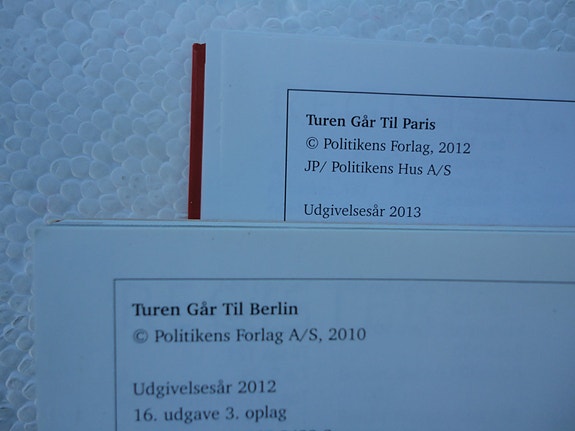 Turen Går Til Paris
© Politikens Forlag, 2012
JP/ Politikens Hus A/S
Udgivelsesår 2013
Turen Går Til Berlin
© Politikens Forlag A/S, 2010
Udgivelsesår 2012
16. udgave 3. oplag